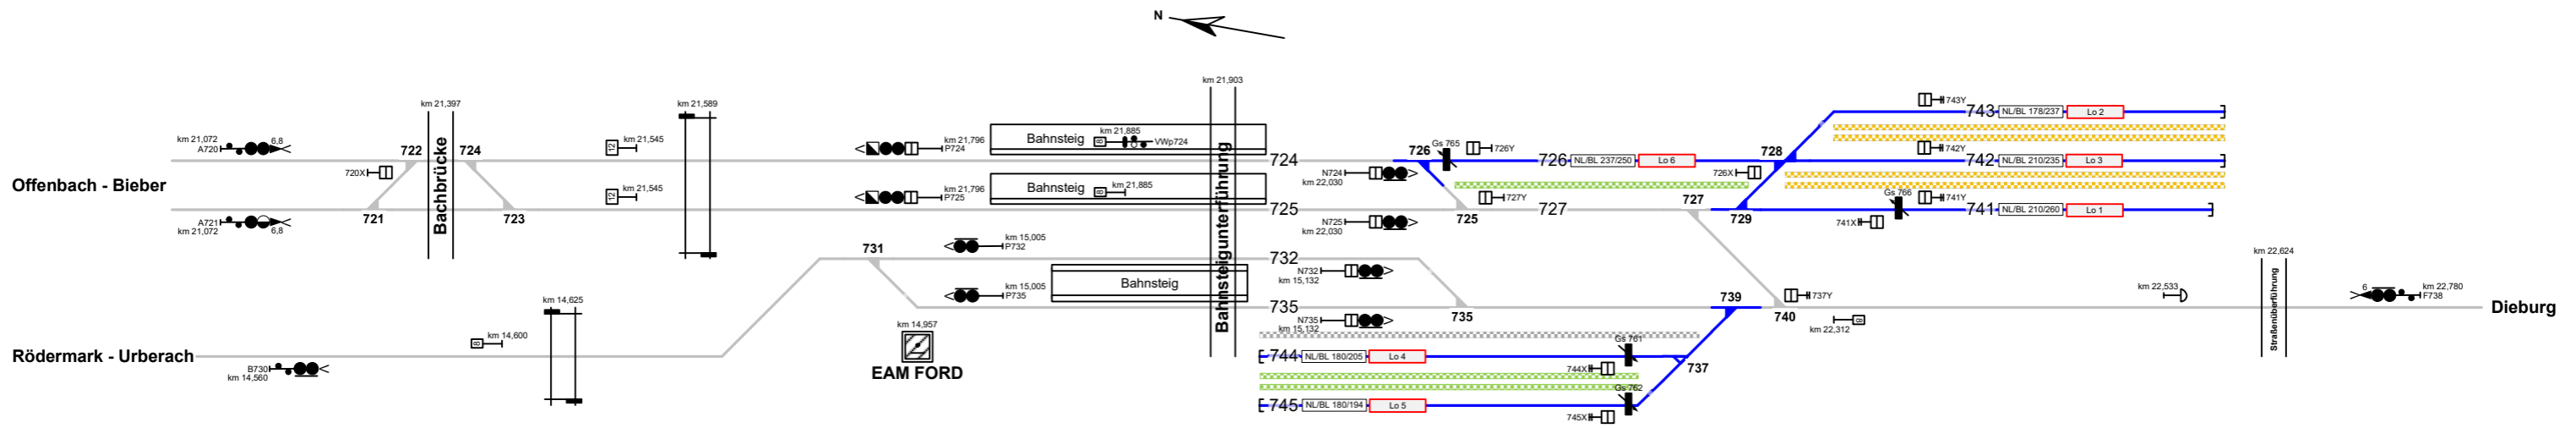 N
km 21,903
km 21,397
km 21,589
743Y
743
NL/BL 178/237
Lo 2
km 21,072
A720
6,8
722
Bachbrücke
724
12
km 21,545
km 21,796
P724
Bahnsteig
8
km 21,885
VWp724
Bahnsteigunterführung
724
726
Gs 765
726Y
726
NL/BL 237/250
Lo 6
728
742Y
742
NL/BL 210/235
Lo 3
720X
N724
km 22,030
726X
Offenbach - Bieber
12
km 21,545
km 21,796
P725
Bahnsteig
8
km 21,885
725
727Y
727
727
Gs 766
741Y
741
NL/BL 210/260
Lo 1
A721
km 21,072
6,8
721
723
N725
km 22,030
725
729
741X
731
km 15,005
P732
732
N732
km 15,132
km 22,624
Straßenüberführung
km 14,625
km 15,005
P735
Bahnsteig
735
735
739
740
737Y
km 22,533
6
km 22,780
F738
Dieburg
8
km 14,600
km 14,957
EAM FORD
N735
km 15,132
8
km 22,312
Rödermark - Urberach
744
NL/BL 180/205
Lo 4
Gs 761
B730
km 14,560
744X
737
745
NL/BL 180/194
Lo 5
Gs 762
745X